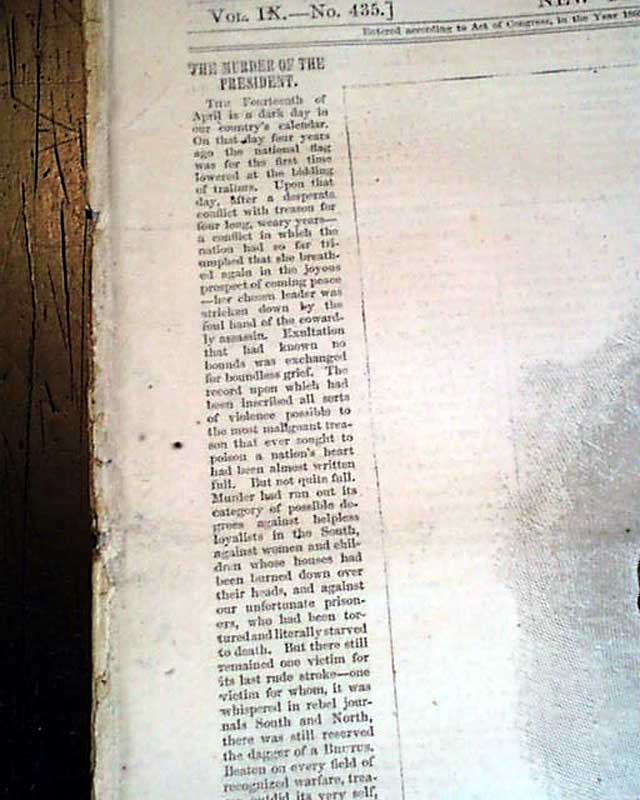 VOL. IX.—No. 435.]
NEW
Entered according to Act of Congress, in the Year
THE MURDER OF THE
PRESIDENT.
THE Fourteenth of
April is a dark day in
our country's calendar.
On that day four years
ago the national flag
was for the first time
lowered at the bidding
of traitors. Upon that
day, after a desperate
conflict with treason for
four long, weary years—
a conflict in which the
nation had so far tri-
umphed that she breath-
ed again in the joyous
prospect of coming peace
—her chosen leader was
stricken down by the
foul hand of the coward-
ly assassin. Exultation
that had known no
bounds was exchanged
for boundless grief. The
record upon which had
been inscribed all sorts
of violence possible to
the most malignant trea-
son that ever sought to
poison a nation's heart
had been almost written
full. But not quite full.
Murder had run out its
category of possible de-
grees against helpless
loyalists in the South,
against women and chil-
dren whose houses had
been burned down over
their heads, and against
our unfortunate prison-
ers, who had been tor-
tured and literally starved
to death. But there still
remained one victim for
its last rude stroke—one
victim for whom, it was
whispered in rebel jour-
nals South and North,
there was still reserved
the dagger of a BRUTUS.
Beaten on every field of
recognized warfare, trea-
outdid its very self,